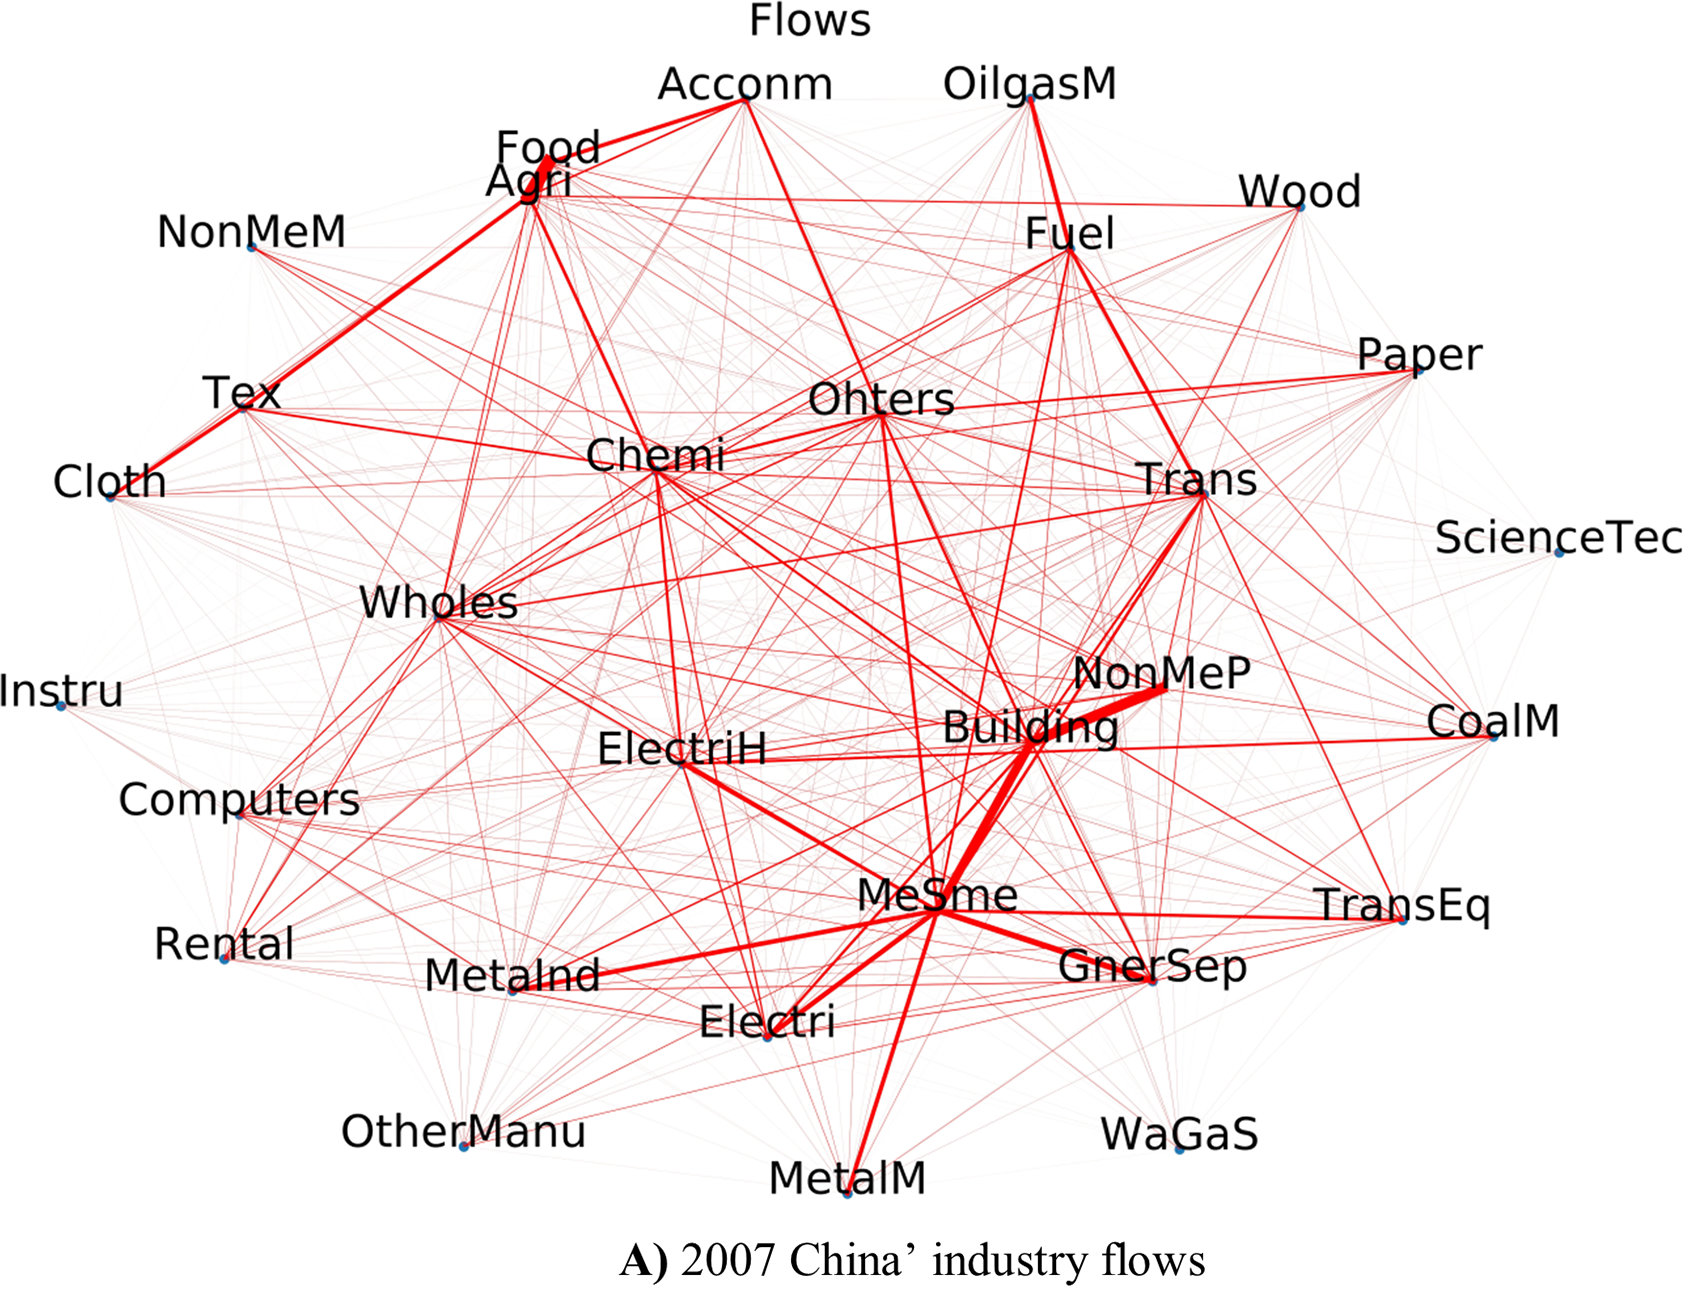 Flows
Acconm
OilgasM
Food
Agri
Wood
NonMeM
Fuel
Paper
Tex
Ohters
Chemi
Cloth
Trans
ScienceTec
Wholes
NonMeP
Instru
Building
CoalM
ElectriH
Computers
MeSme
TransEq
Rental
GnerSep
Metalnd
Electri
OtherManu
WaGaS
MetalM
A) 2007 China’ industry flows